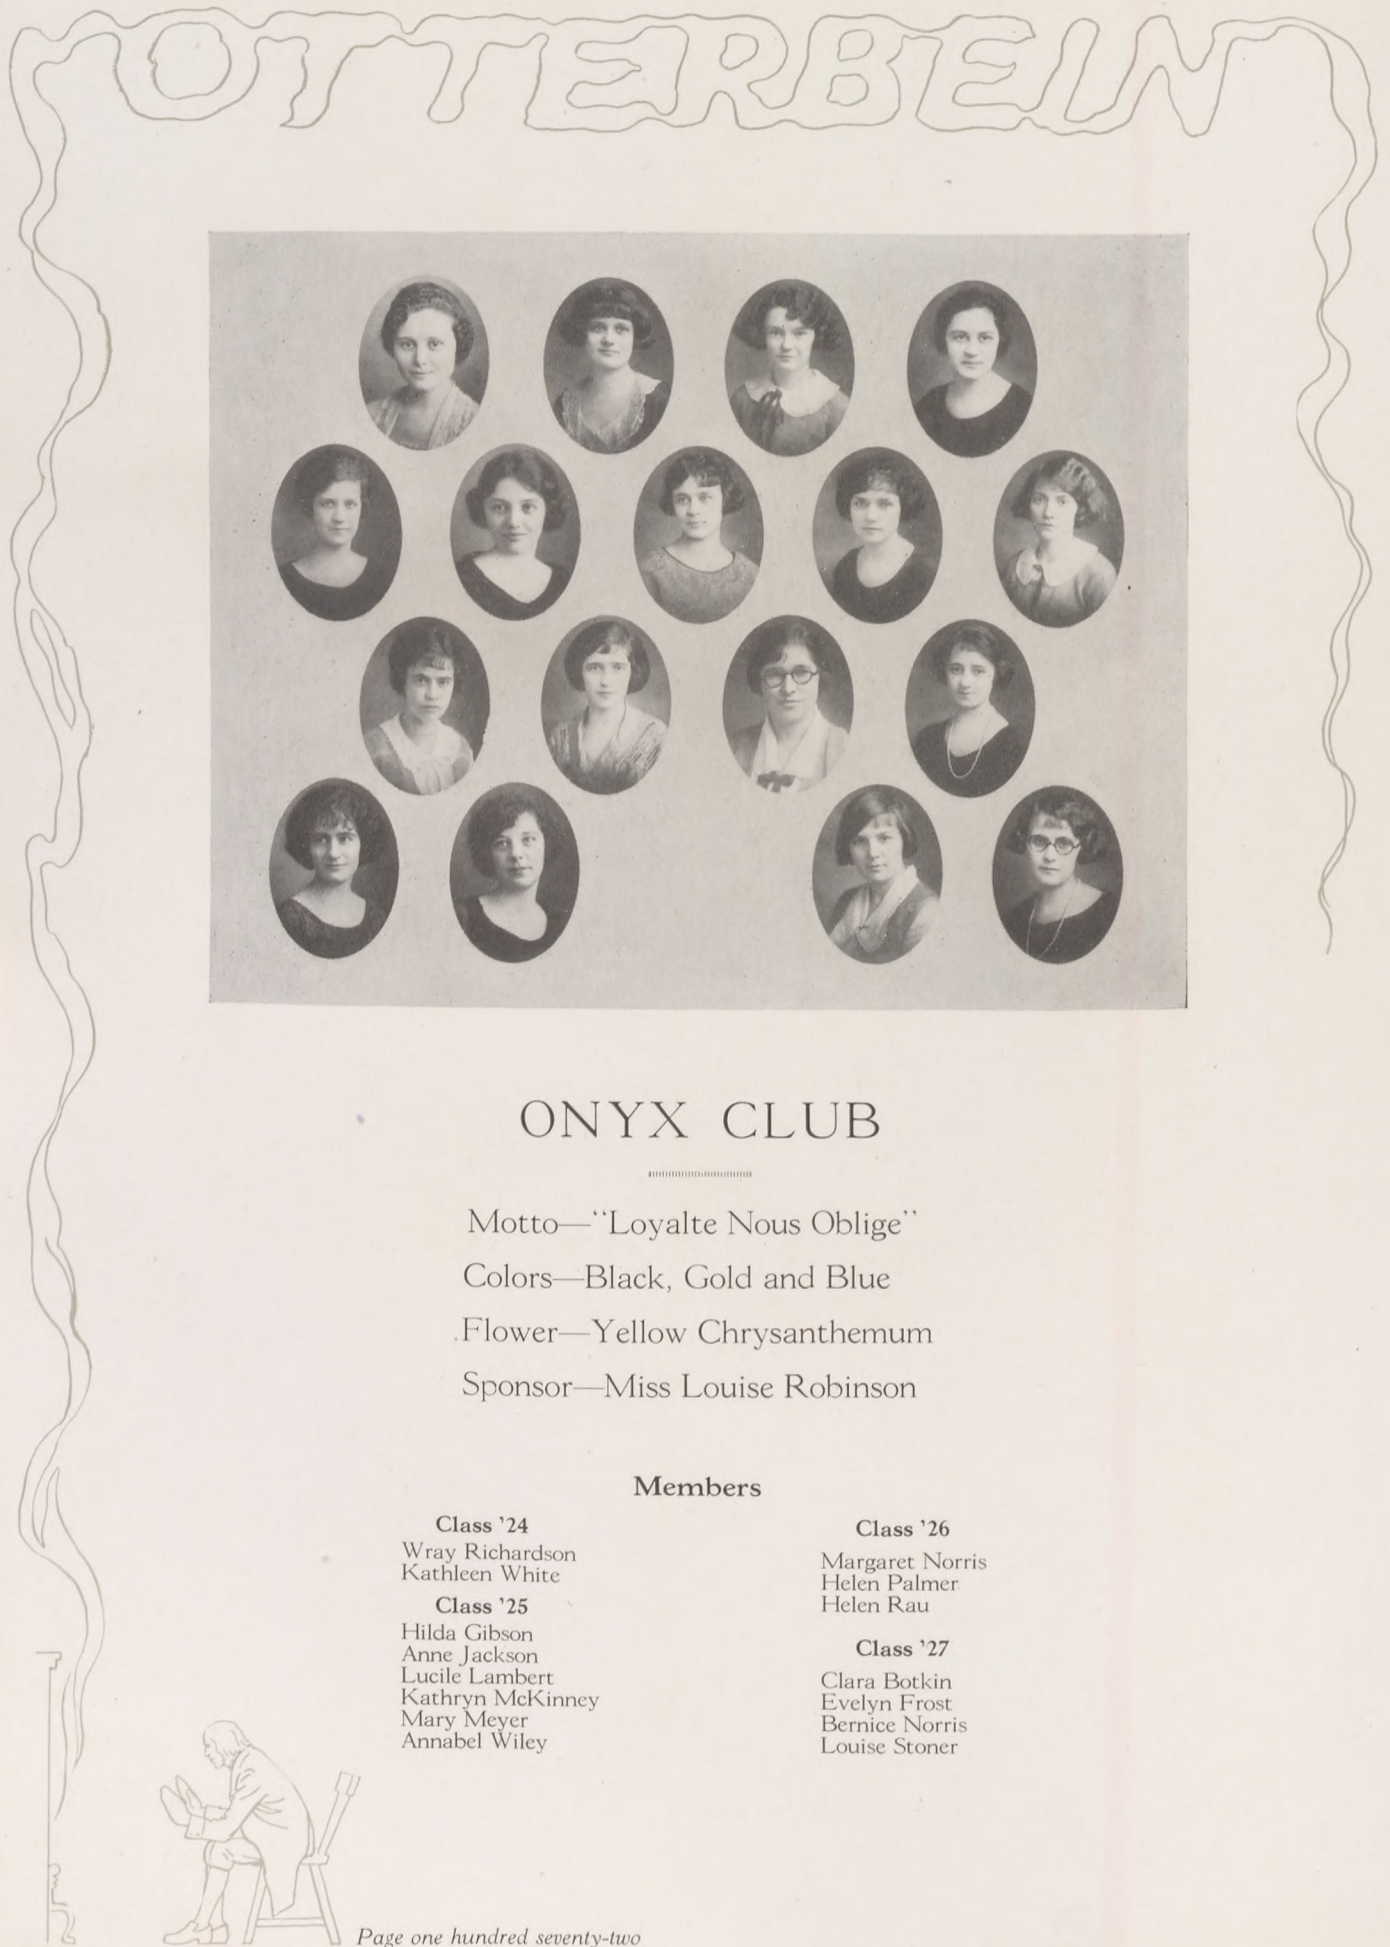 OTTERBEIN
ONYX CLUB
Motto—"Loyalte Nous Oblige"
Colors—Black, Gold and Blue
Flower—Yellow Chrysanthemum
Sponsor—Miss Louise Robinson
Members
Class '24
Wray Richardson
Kathleen White
Class '25
Hilda Gibson
Anne Jackson
Lucile Lambert
Kathryn McKinney
Mary Meyer
Annabel Wiley
Class '26
Margaret Norris
Helen Palmer
Helen Rau
Class '27
Clara Botkin
Evelyn Frost
Bernice Norris
Louise Stoner
Page one hundred seventy-two